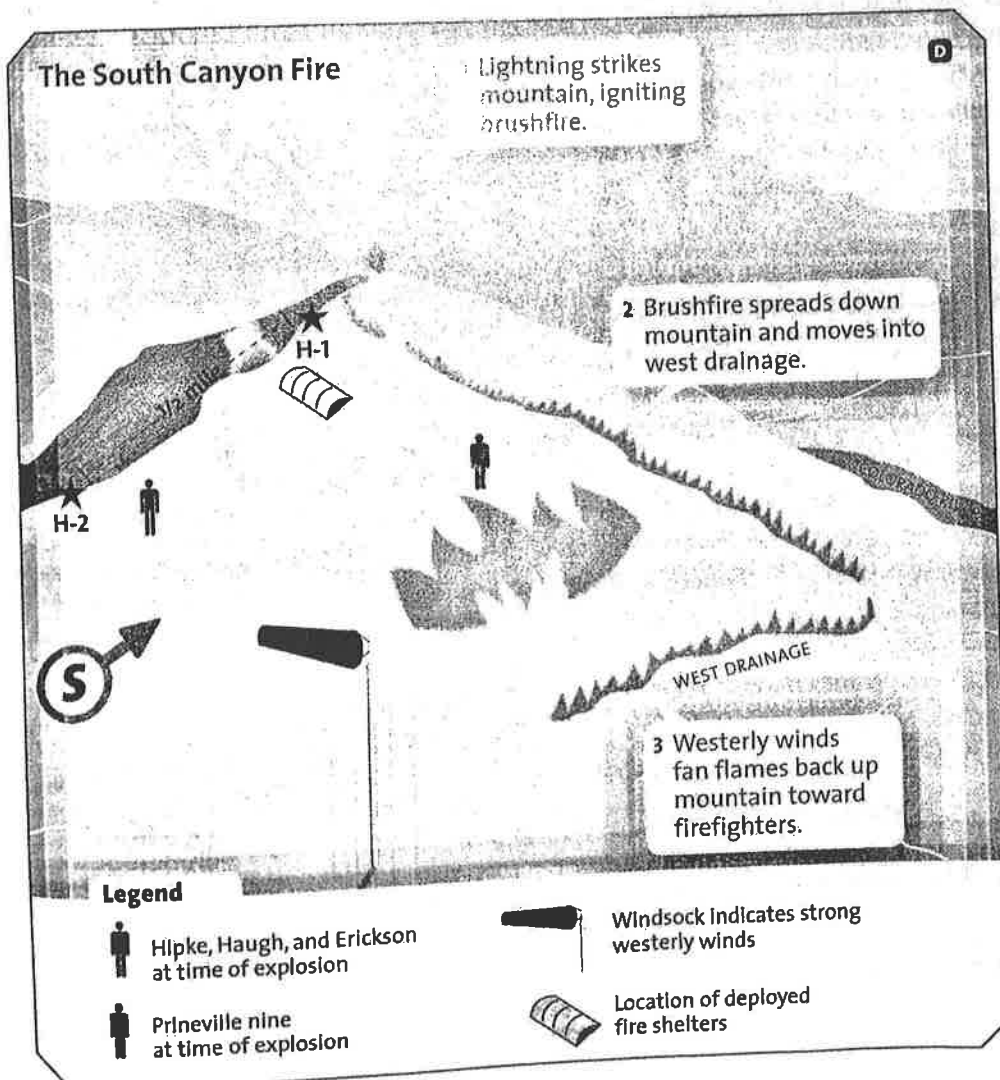 The South Canyon Fire
D
Lightning strikes
mountain, igniting
brushfire.
2 Brushfire spreads down
mountain and moves into
west drainage.
H-1
1/2 mile
H-2
COLORADO
S
WEST DRAINAGE
3 Westerly winds
fan flames back up
mountain toward
firefighters.
Legend
Hipke, Haugh, and Erickson
at time of explosion
Prineville nine
at time of explosion
Windsock indicates strong
westerly winds
Location of deployed
fire shelters